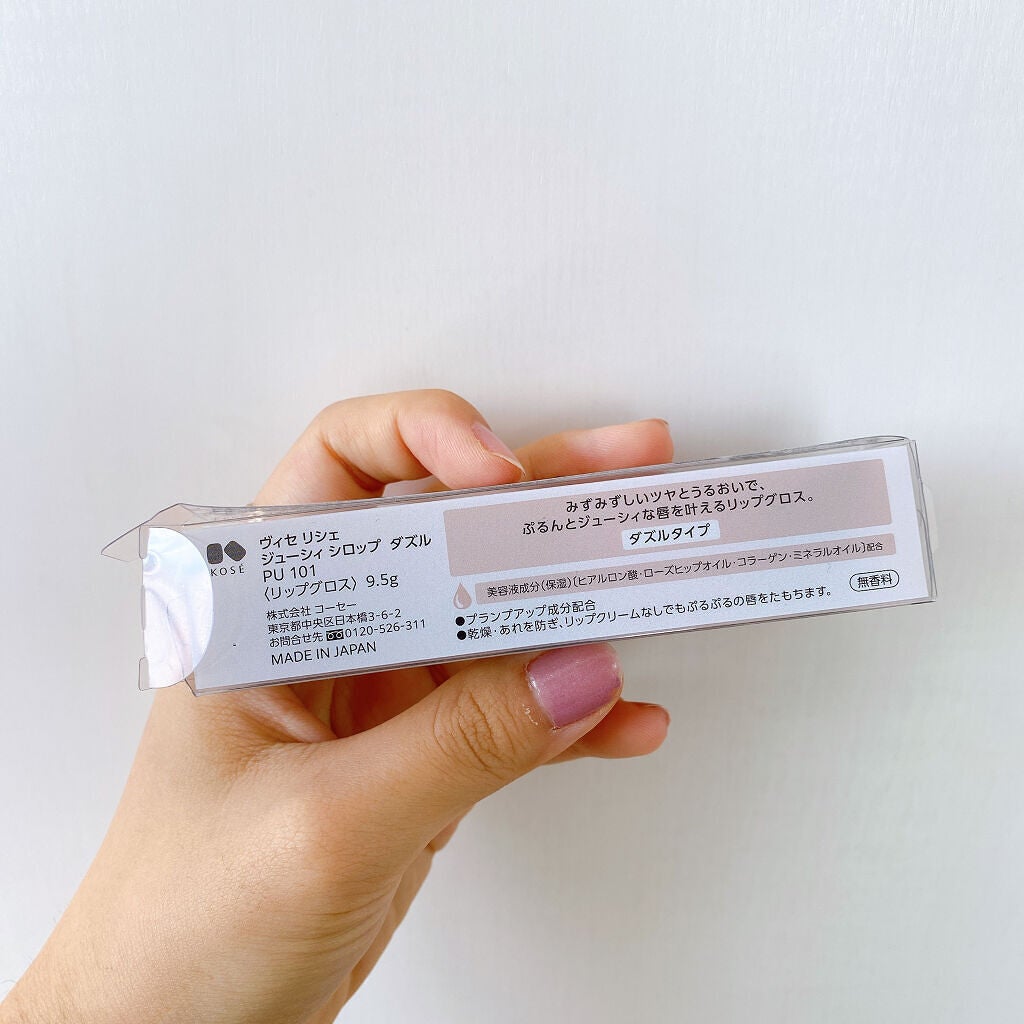 KOSÉ
ヴィセ リシェ
ジューシィ シロップ ダズル
PU 101
〈リップグロス〉 9.5g
株式会社 コーセー
東京都中央区日本橋3-6-2
お問合せ先 0120-526-311
MADE IN JAPAN
みずみずしいツヤとうるおいで、
ぷるんとジューシィな唇を叶えるリップグロス。
ダズルタイプ
美容液成分(保湿)〔ヒアルロン酸・ローズヒップオイル・コラーゲン・ミネラルオイル〕配合
●プランプアップ成分配合
●乾燥・あれを防ぎ、リップクリームなしでもぷるぷるの唇をたもちます。
無香料